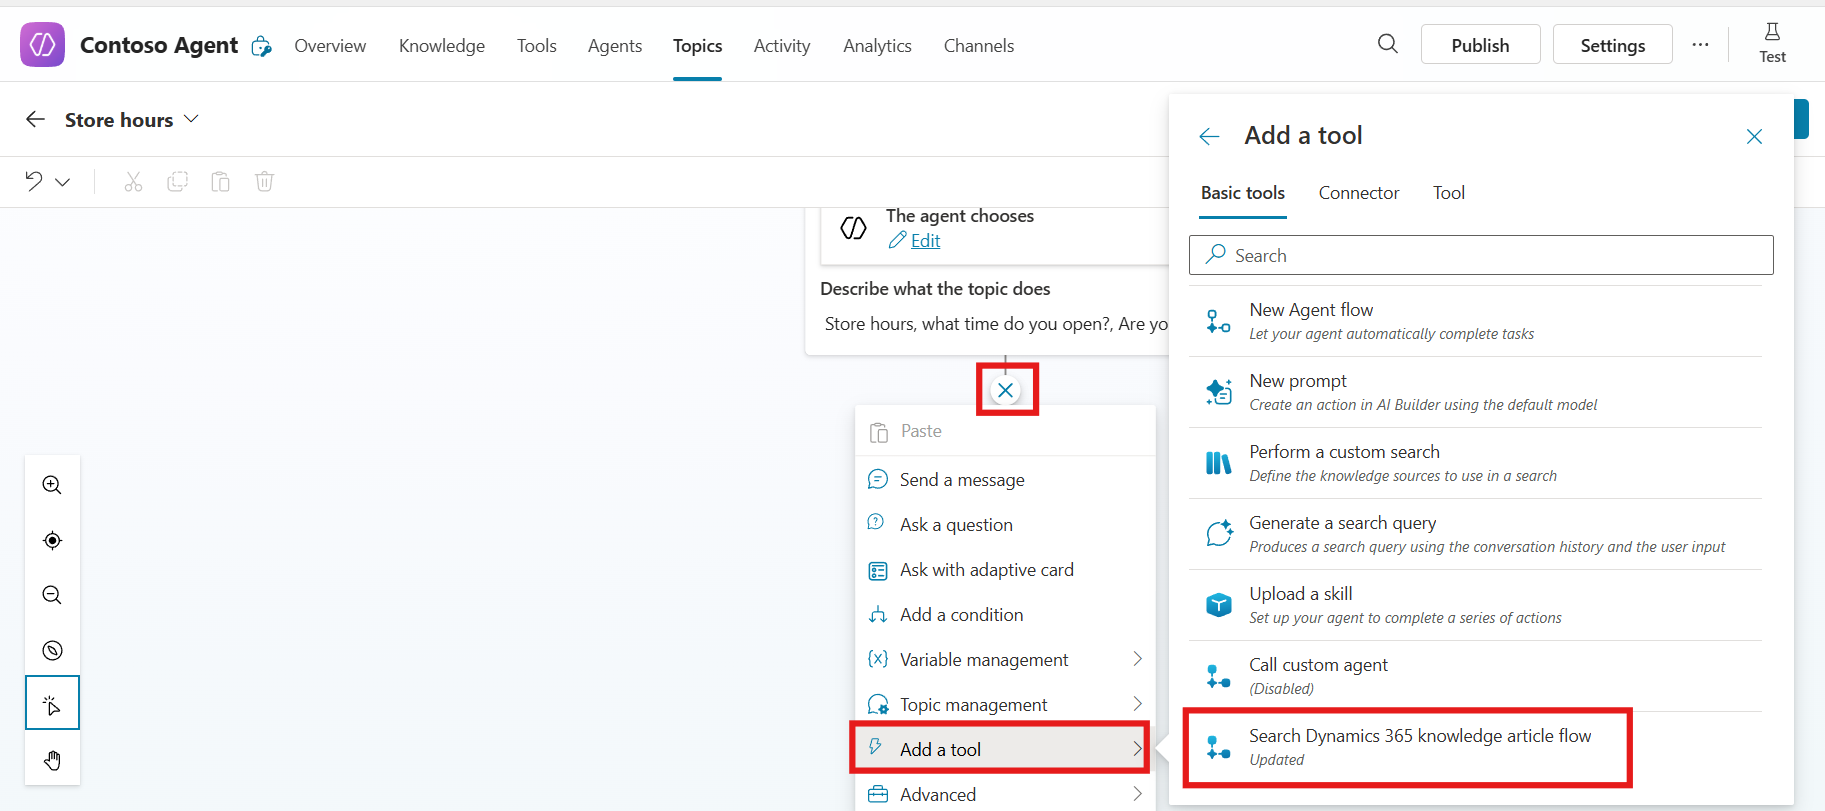 Contoso Agent
Overview
Knowledge
Tools
Agents
Topics
Activity
Analytics
Channels
Publish
Settings
Test
Store hours
The agent chooses
Edit
Describe what the topic does
Store hours, what time do you open?, Are yo
Paste
Send a message
Ask a question
Ask with adaptive card
Add a condition
Variable management
Topic management
Add a tool
Advanced
Add a tool
Basic tools
Connector
Tool
Search
New Agent flow
Let your agent automatically complete tasks
New prompt
Create an action in AI Builder using the default model
Perform a custom search
Define the knowledge sources to use in a search
Generate a search query
Produces a search query using the conversation history and the user input
Upload a skill
Set up your agent to complete a series of actions
Call custom agent
(Disabled)
Search Dynamics 365 knowledge article flow
Updated